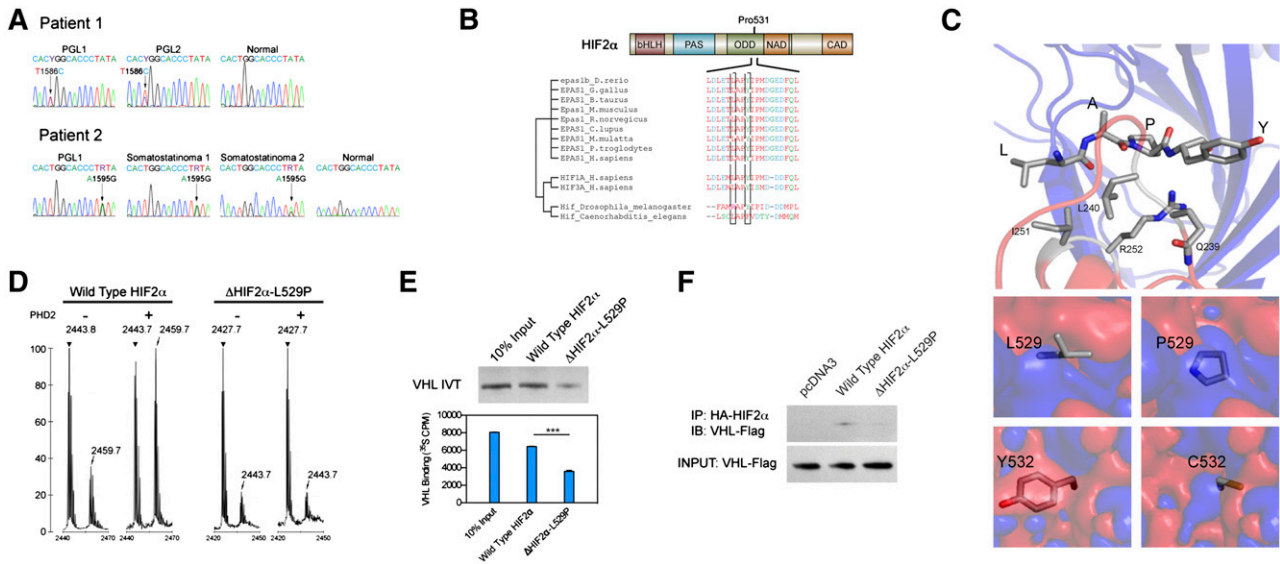 A
Patient 1
PGL1 PGL2 Normal
CACYGGCACCCTATA CACYGGCACCCTATA CACTGGCACCCTATA
T1586C T1586C
Patient 2
PGL1 Somatostatinoma 1 Somatostatinoma 2 Normal
CACTGGCACCCTRTA CACTGGCACCCTRTA CACTGGCACCCTRTA CACTGGCACCCTATA
A1595G A1595G A1595G
B
Pro531
HIF2α bHLH PAS ODD NAD CAD
epas1b_D.rerio
EPAS1_G.gallus
EPAS1_B.taurus
Epas1_M.musculus
Epas1_R.norvegicus
EPAS1_C.lupus
EPAS1_M.mulatta
EPAS1_P.troglodytes
EPAS1_H.sapiens
HIF1A_H.sapiens
HIF3A_H.sapiens
Hif_Drosophila_melanogaster
Hif_Caenorhabditis_elegans
C
A P Y
L
L240
I251
R252 Q239
L529 P529
Y532 C532
D
Wild Type HIF2α ΔHIF2α-L529P
PHD2 - + - +
2443.8 2443.7 2459.7 2427.7 2427.7
100
80
60
40
20
0
2459.7 2443.7 2443.7
2440 2470 2440 2470 2420 2450 2420 2450
E
10% Input Wild Type HIF2α ΔHIF2α-L529P
VHL IVT
VHL Binding (³⁵S CPM)
10000
8000
6000
4000
2000
0
***
10% Input Wild Type HIF2α ΔHIF2α-L529P
F
pcDNA3 Wild Type HIF2α ΔHIF2α-L529P
IP: HA-HIF2α
IB: VHL-Flag
INPUT: VHL-Flag